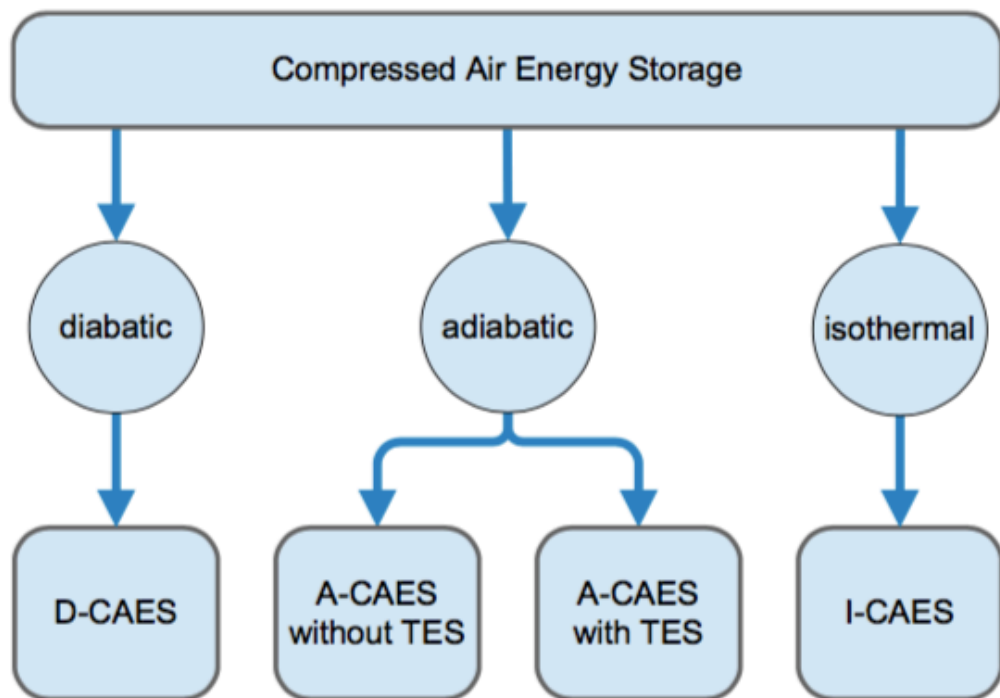 Compressed Air Energy Storage
diabatic
adiabatic
isothermal
D-CAES
A-CAES
without TES
A-CAES
with TES
I-CAES